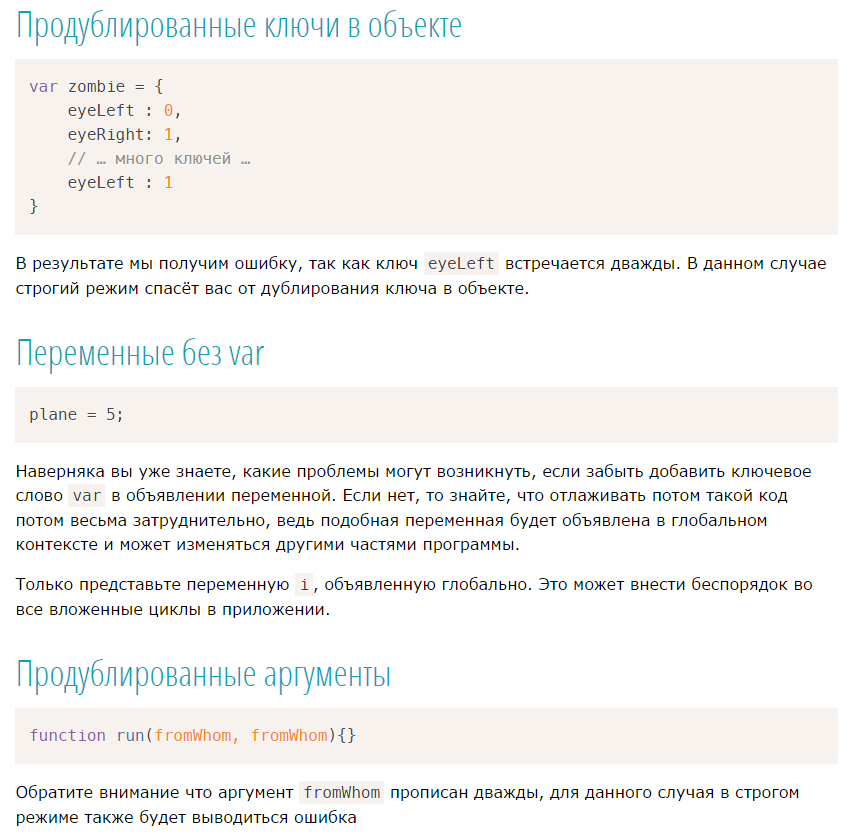 Продублированные ключи в объекте
var zombie = {
    eyeLeft : 0,
    eyeRight: 1,
    // … много ключей …
    eyeLeft : 1
}
В результате мы получим ошибку, так как ключ eyeLeft встречается дважды. В данном случае
строгий режим спасёт вас от дублирования ключа в объекте.
Переменные без var
plane = 5;
Наверняка вы уже знаете, какие проблемы могут возникнуть, если забыть добавить ключевое
слово var в объявлении переменной. Если нет, то знайте, что отлаживать потом такой код
потом весьма затруднительно, ведь подобная переменная будет объявлена в глобальном
контексте и может изменяться другими частями программы.
Только представьте переменную i, объявленную глобально. Это может внести беспорядок во
все вложенные циклы в приложении.
Продублированные аргументы
function run(fromWhom, fromWhom){}
Обратите внимание что аргумент fromWhom прописан дважды, для данного случая в строгом
режиме также будет выводиться ошибка